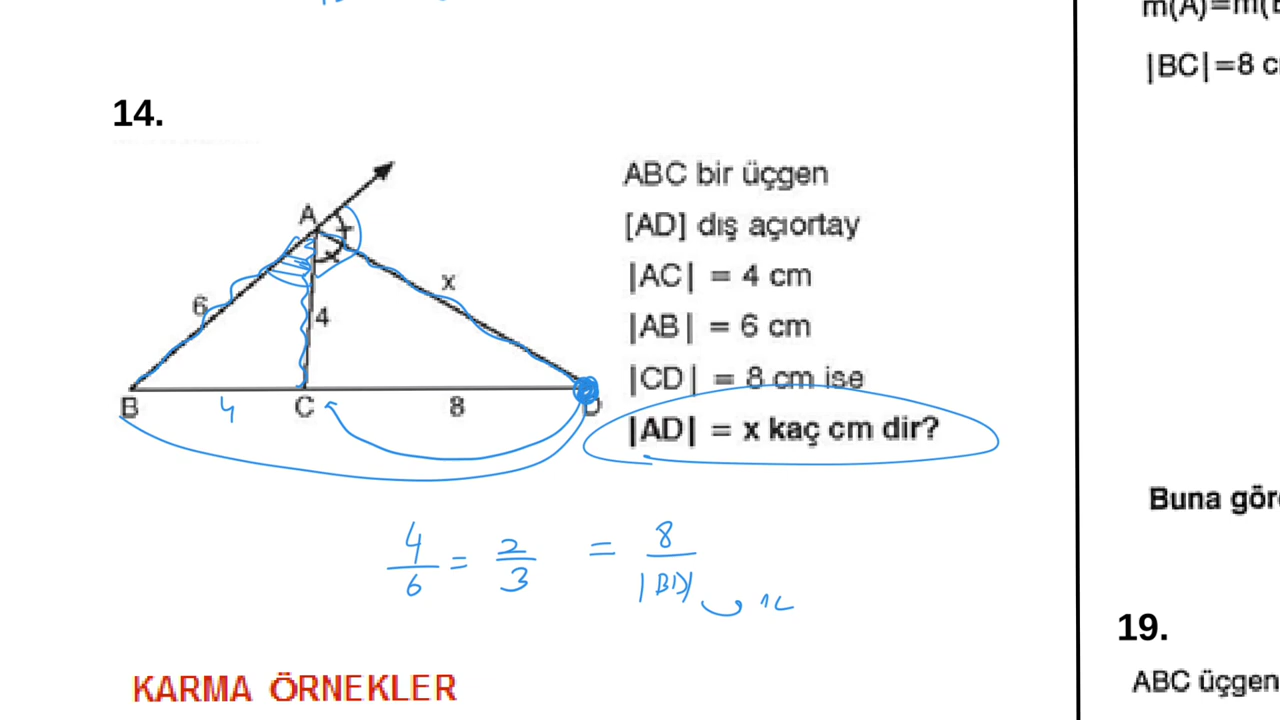 m(A)=m(
|BC|=8 c
14.
ABC bir üçgen
[AD] dış açıortay
|AC| = 4 cm
|AB| = 6 cm
|CD| = 8 cm ise
|AD| = x kaç cm dir?
A
x
6
4
B
4
C
8
D
4/6 = 2/3 = 8/|BD| 12
Buna göre
KARMA ÖRNEKLER
19.
ABC üçgen